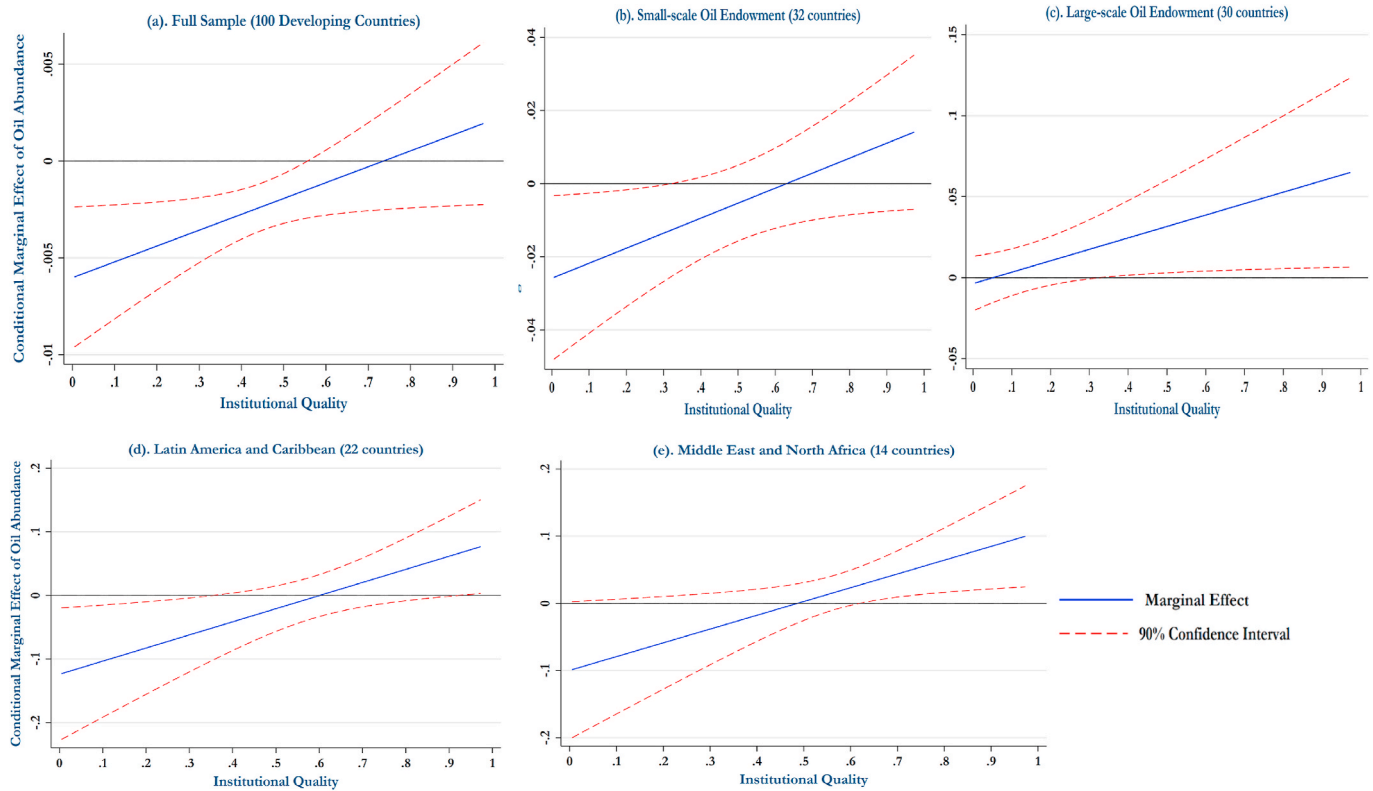 (a). Full Sample (100 Developing Countries)
Conditional Marginal Effect of Oil Abundance
.005
0
-.005
-.01
0 .1 .2 .3 .4 .5 .6 .7 .8 .9 1
Institutional Quality
(b). Small-scale Oil Endowment (32 countries)
.04
.02
0
-.02
-.04
0 .1 .2 .3 .4 .5 .6 .7 .8 .9 1
Institutional Quality
(c). Large-scale Oil Endowment (30 countries)
.15
.1
.05
0
-.05
0 .1 .2 .3 .4 .5 .6 .7 .8 .9 1
Institutional Quality
(d). Latin America and Caribbean (22 countries)
Conditional Marginal Effect of Oil Abundance
.2
.1
0
-.1
-.2
0 .1 .2 .3 .4 .5 .6 .7 .8 .9 1
Institutional Quality
(e). Middle East and North Africa (14 countries)
.2
.1
0
-.1
-.2
0 .1 .2 .3 .4 .5 .6 .7 .8 .9 1
Institutional Quality
Marginal Effect
90% Confidence Interval